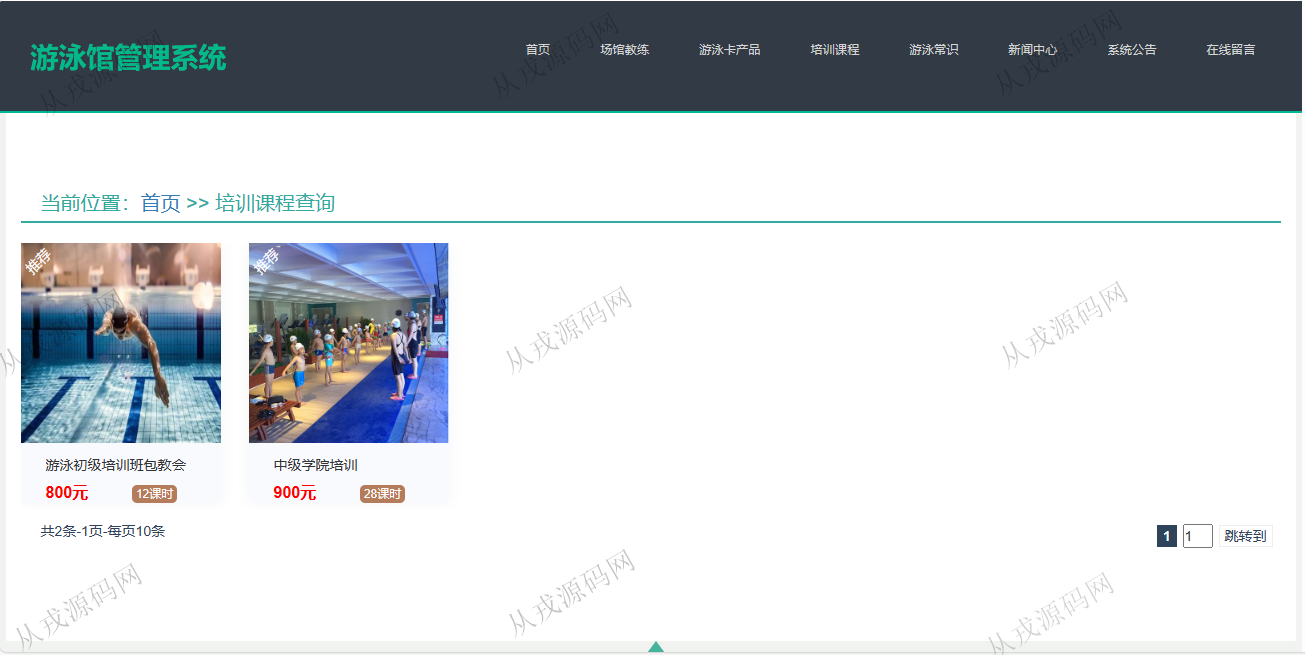 游泳馆管理系统
首页 场馆教练 游泳卡产品 培训课程 游泳常识 新闻中心 系统公告 在线留言
当前位置：首页 >> 培训课程查询
推荐 推荐
游泳初级培训班包教会 中级学院培训
800元 12课时 900元 28课时
共2条-1页-每页10条 1 1 跳转到
从戎源码网
从戎源码网
从戎源码网
从戎源码网
从戎源码网
从戎源码网
从戎源码网
从戎源码网
从戎源码网